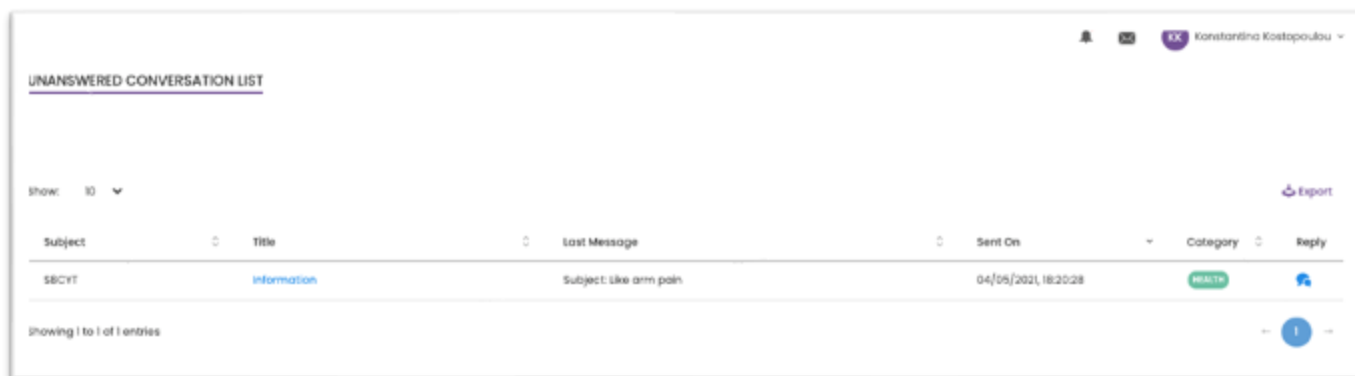 KK Konstantina Kostopoulou
UNANSWERED CONVERSATION LIST
Show: 10
Export
Subject Title Last Message Sent On Category Reply
SBCYT Information Subject: Like arm pain 04/05/2021, 18:20:28 HEALTH
Showing 1 to 1 of 1 entries
← 1 →